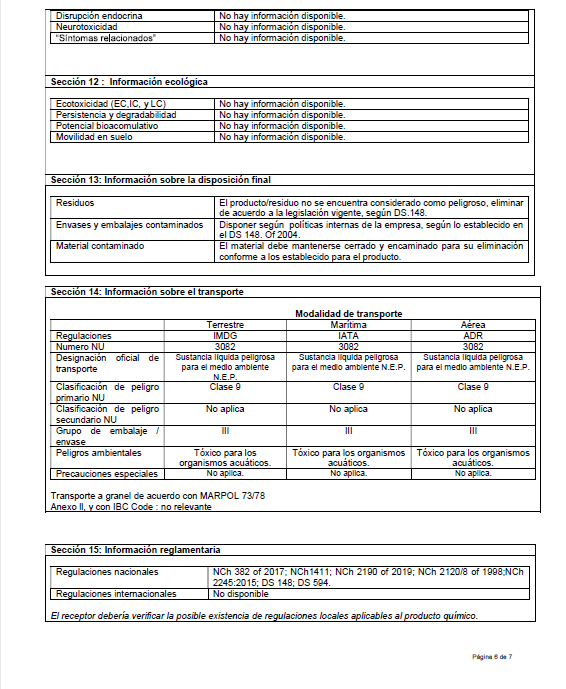 Disrupción endocrina No hay información disponible.
Neurotoxicidad No hay información disponible.
"Síntomas relacionados" No hay información disponible.
Sección 12 : Información ecológica
Ecotoxicidad (EC,IC, y LC) No hay información disponible.
Persistencia y degradabilidad No hay información disponible.
Potencial bioacumulativo No hay información disponible.
Movilidad en suelo No hay información disponible.
Sección 13: Información sobre la disposición final
Residuos El producto/residuo no se encuentra considerado como peligroso, eliminar
de acuerdo a la legislación vigente, según DS.148.
Envases y embalajes contaminados Disponer según políticas internas de la empresa, según lo establecido en
el DS 148. Of 2004.
Material contaminado El material debe mantenerse cerrado y encaminado para su eliminación
conforme a los establecido para el producto.
Sección 14: Información sobre el transporte
Modalidad de transporte
Terrestre Marítima Aérea
Regulaciones IMDG IATA ADR
Numero NU 3082 3082 3082
Designación oficial de Sustancia liquida peligrosa Sustancia liquida peligrosa Sustancia liquida peligrosa
transporte para el medio ambiente para el medio ambiente N.E.P. para el medio ambiente N.E.P.
N.E.P.
Clasificación de peligro Clase 9 Clase 9 Clase 9
primario NU
Clasificación de peligro No aplica No aplica No aplica
secundario NU
Grupo de embalaje / III III III
envase
Peligros ambientales Tóxico para los Tóxico para los organismos Tóxico para los organismos
organismos acuáticos. acuáticos. acuáticos.
Precauciones especiales No aplica. No aplica. No aplica.
Transporte a granel de acuerdo con MARPOL 73/78
Anexo II, y con IBC Code : no relevante
Sección 15: Información reglamentaria
Regulaciones nacionales NCh 382 of 2017; NCh1411; NCh 2190 of 2019; NCh 2120/8 of 1998;NCh
2245:2015; DS 148; DS 594.
Regulaciones internacionales No disponible
El receptor debería verificar la posible existencia de regulaciones locales aplicables al producto químico.
Página 6 de 7